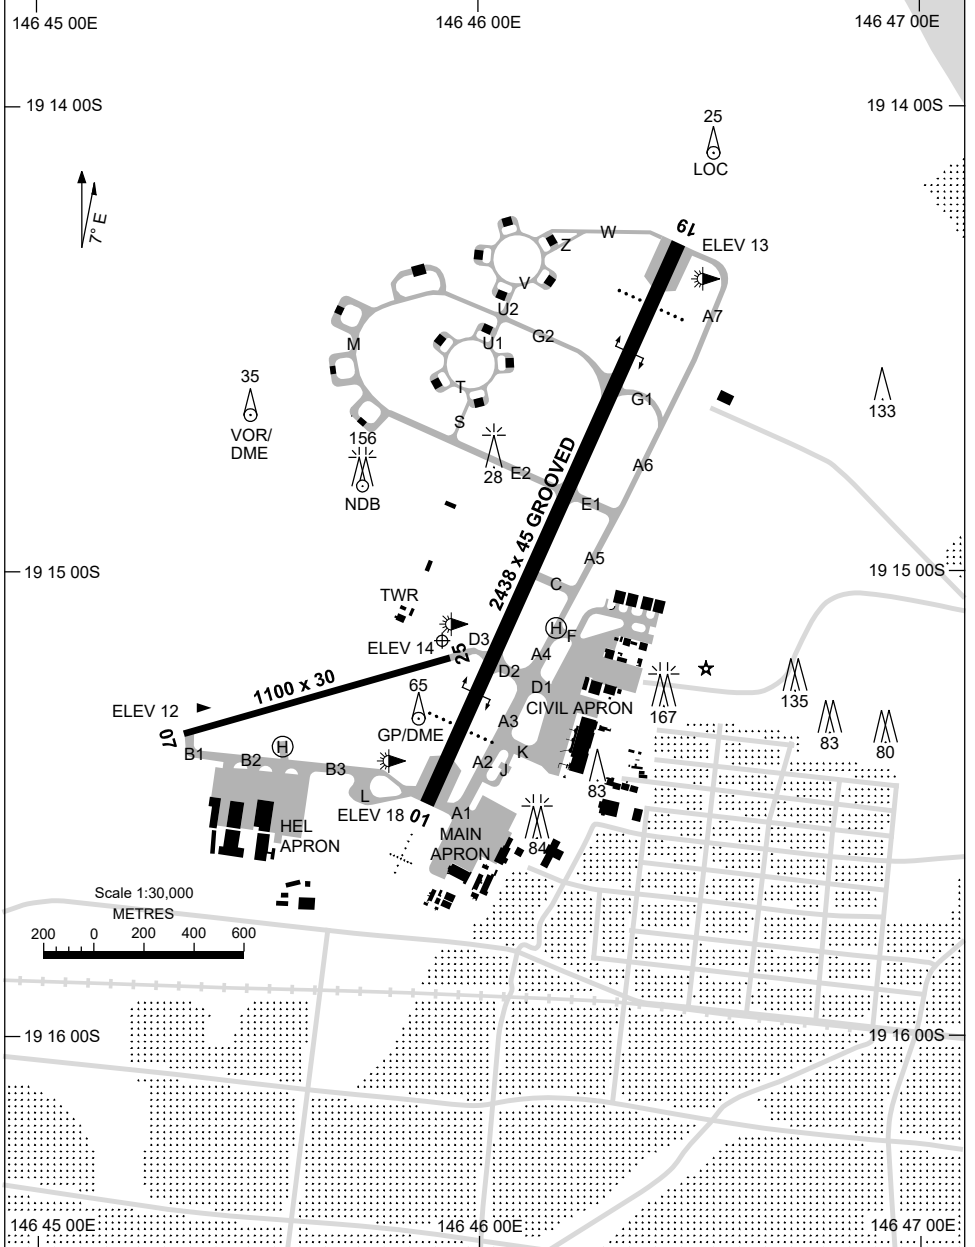 146 45 00E
146 46 00E
146 47 00E
19 14 00S
19 14 00S
25
LOC
7° E
19
ELEV 13
W
Z
V
U2
A7
G2
U1
M
T
G1
S
35
VOR/
DME
156
NDB
133
28
E2
A6
2438 x 45 GROOVED
E1
A5
19 15 00S
19 15 00S
C
TWR
H
F
ELEV 14
D3
25
A4
D2
D1
1100 x 30
65
GP/DME
CIVIL APRON
167
135
83
80
ELEV 12
07
A3
B1
H
B2
B3
K
A2
J
83
L
ELEV 18
01
A1
HEL
APRON
MAIN
APRON
84
Scale 1:30,000
METRES
200
0
200
400
600
19 16 00S
19 16 00S
146 45 00E
146 46 00E
146 47 00E